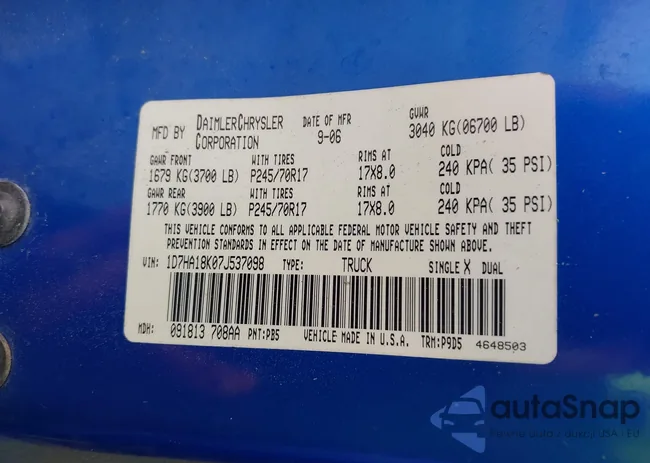 MFD BY DAIMLERCHRYSLER CORPORATION DATE OF MFR 9-06 GVWR 3040 KG(06700 LB)
GAWR FRONT WITH TIRES RIMS AT COLD
1679 KG(3700 LB) P245/70R17 17X8.0 240 KPA( 35 PSI)
GAWR REAR WITH TIRES RIMS AT COLD
1770 KG(3900 LB) P245/70R17 17X8.0 240 KPA( 35 PSI)
THIS VEHICLE CONFORMS TO ALL APPLICABLE FEDERAL MOTOR VEHICLE SAFETY AND THEFT
PREVENTION STANDARDS IN EFFECT ON THE DATE OF MANUFACTURE SHOWN ABOVE.
VIN: 1D7HA18K07J537098 TYPE: TRUCK SINGLE X DUAL
MDH: 091813 708AA PNT:PB5 VEHICLE MADE IN U.S.A. TRM:P9D5 4648503
autoSnap